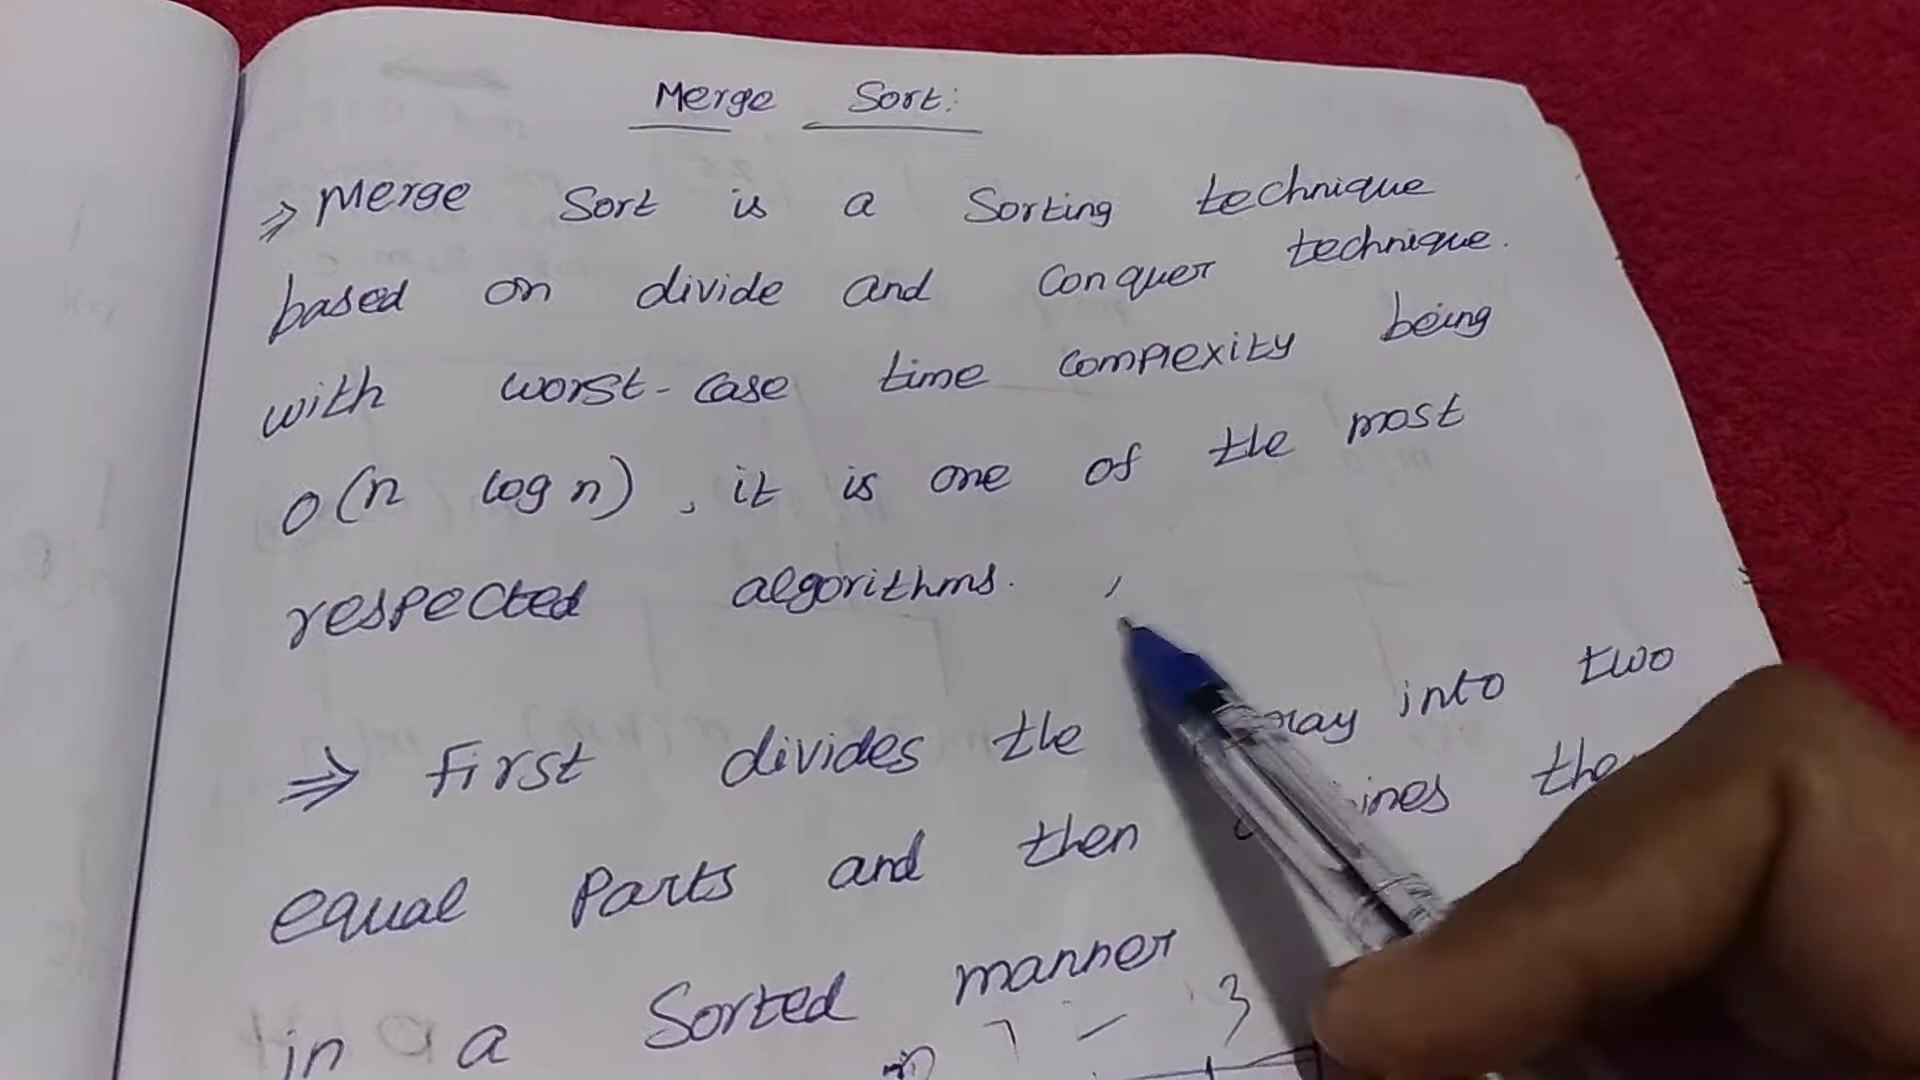 Merge Sort:
⇒ Merge Sort is a Sorting technique
based on divide and Conquer technique.
with worst-case time complexity being
O(n log n), it is one of the most
respected algorithms.
⇒ First divides the into two
equal Parts and then
in a Sorted manner
7 - 3